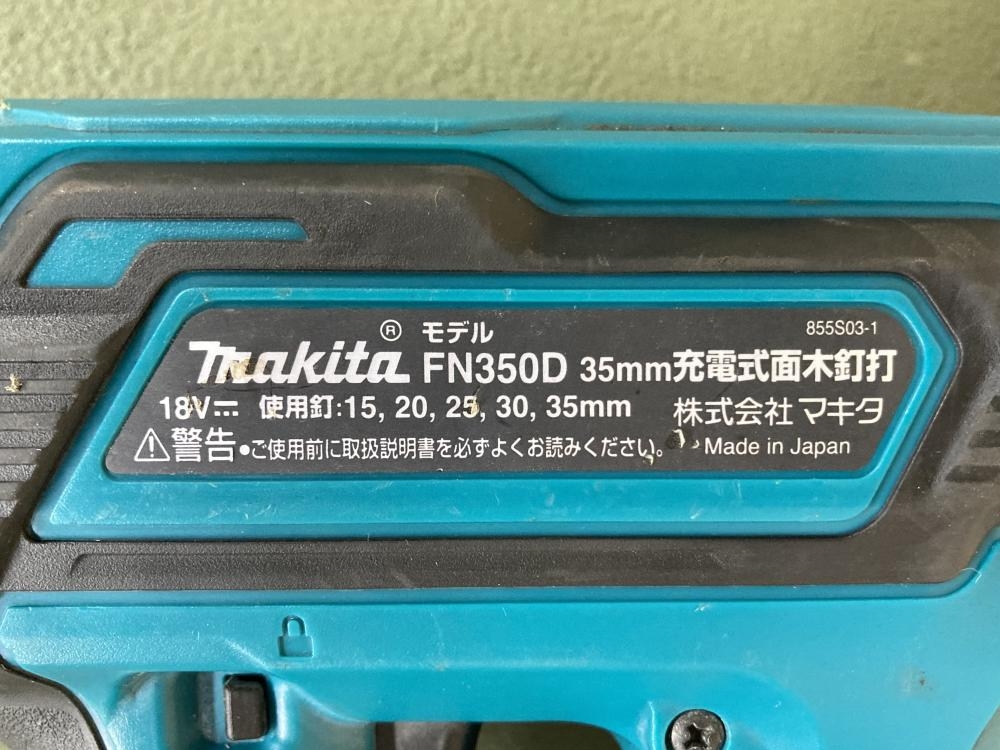 855S03-1
® モデル
makita FN350D 35mm充電式面木釘打
18V⎓ 使用釘:15, 20, 25, 30, 35mm 株式会社 マキタ
⚠警告●ご使用前に取扱説明書を必ずよくお読みください。 Made in Japan